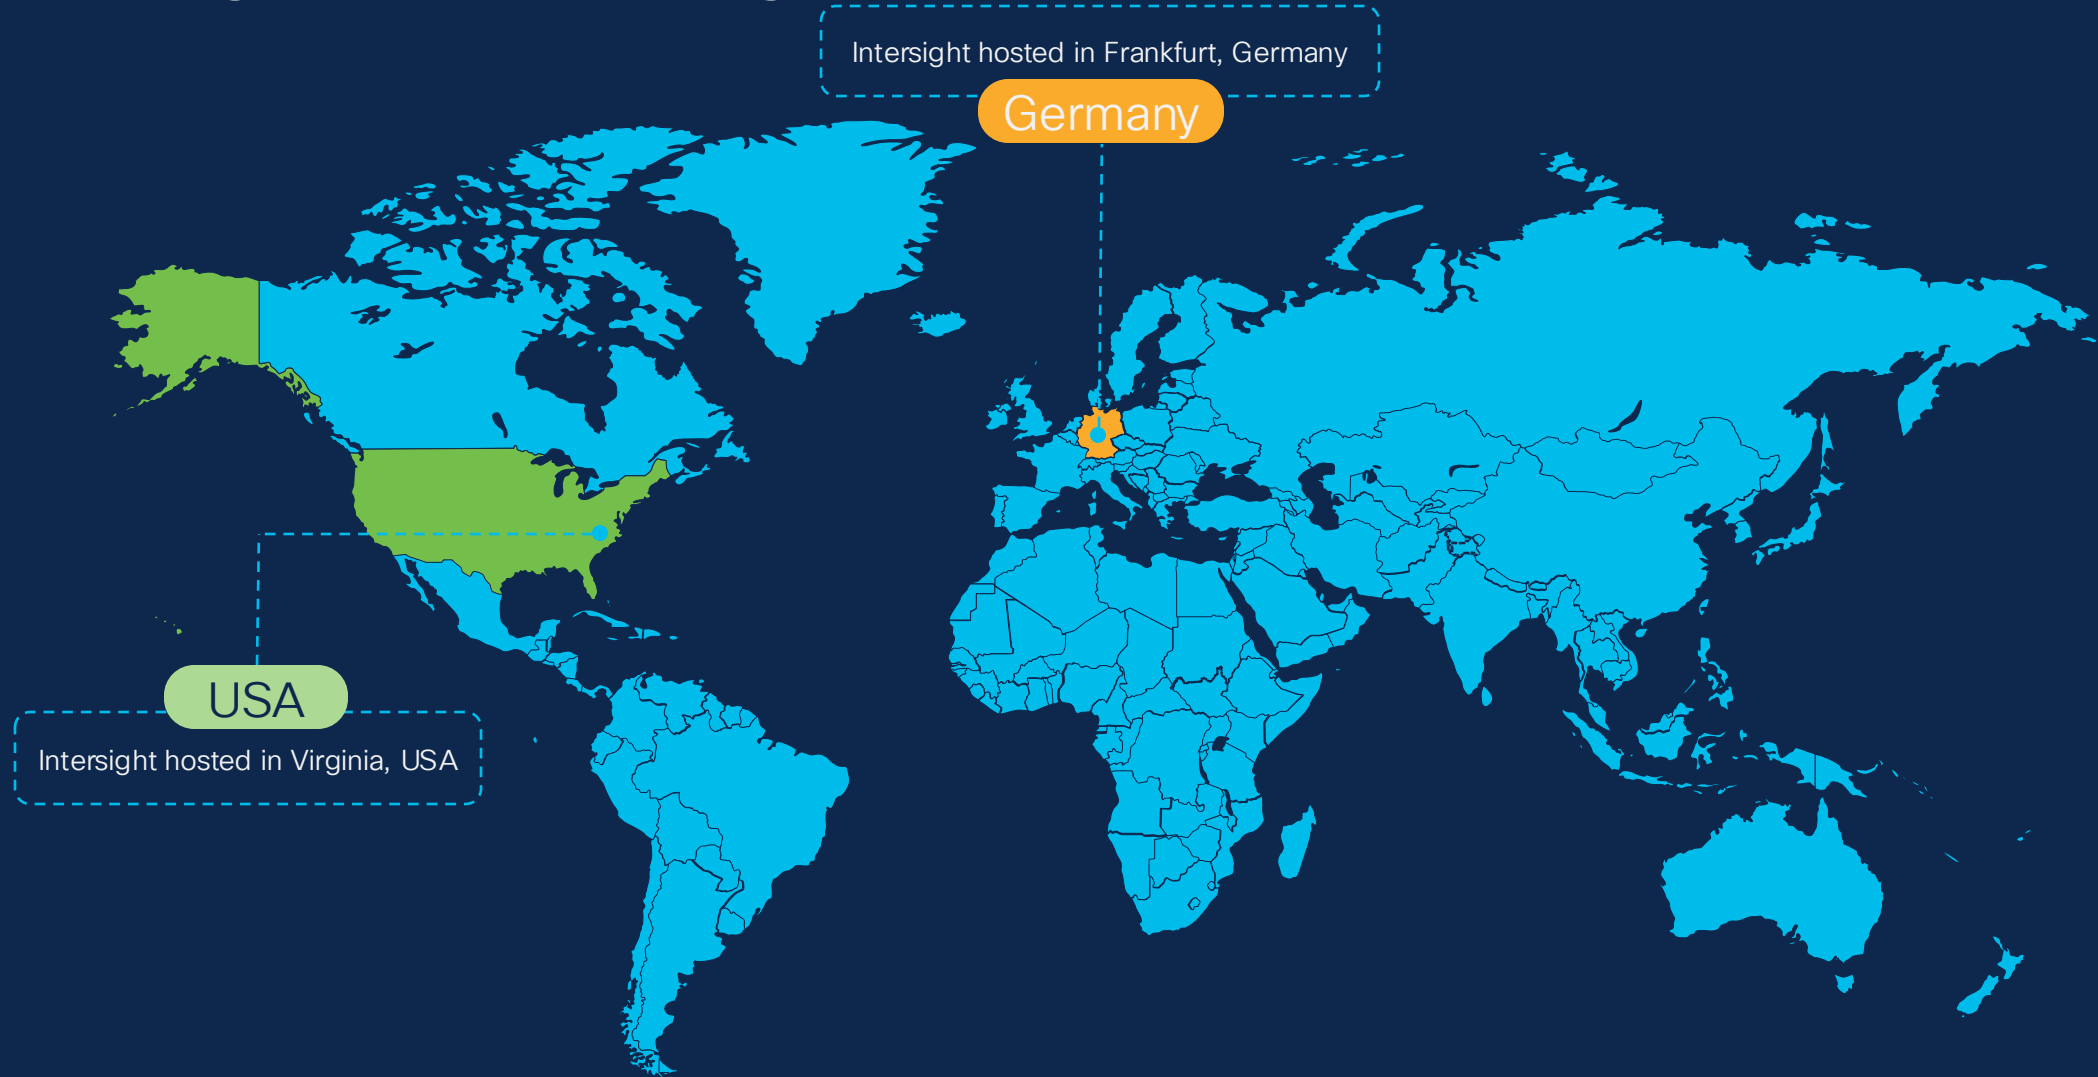 Intersight hosted in Frankfurt, Germany
Germany
USA
Intersight hosted in Virginia, USA